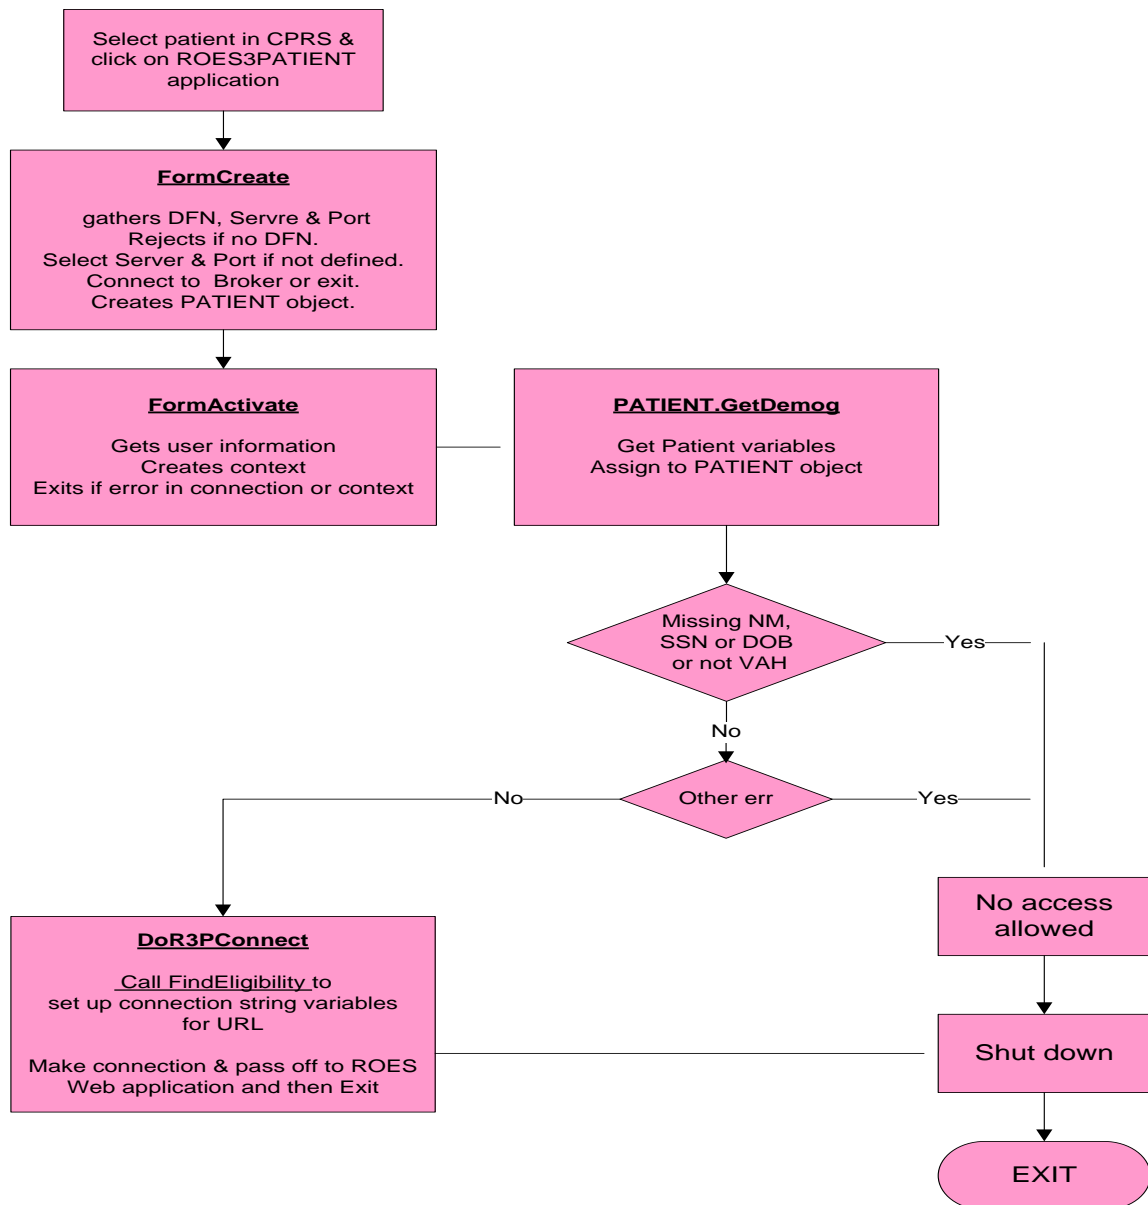 Select patient in CPRS &
click on ROES3PATIENT
application
FormCreate
gathers DFN, Servre & Port
Rejects if no DFN.
Select Server & Port if not defined.
Connect to Broker or exit.
Creates PATIENT object.
FormActivate
Gets user information
Creates context
Exits if error in connection or context
PATIENT.GetDemog
Get Patient variables
Assign to PATIENT object
Missing NM,
SSN or DOB
or not VAH
Yes
No
Other err
No
Yes
No access
allowed
DoR3PConnect
Call FindEligibility to
set up connection string variables
for URL
Make connection & pass off to ROES
Web application and then Exit
Shut down
EXIT